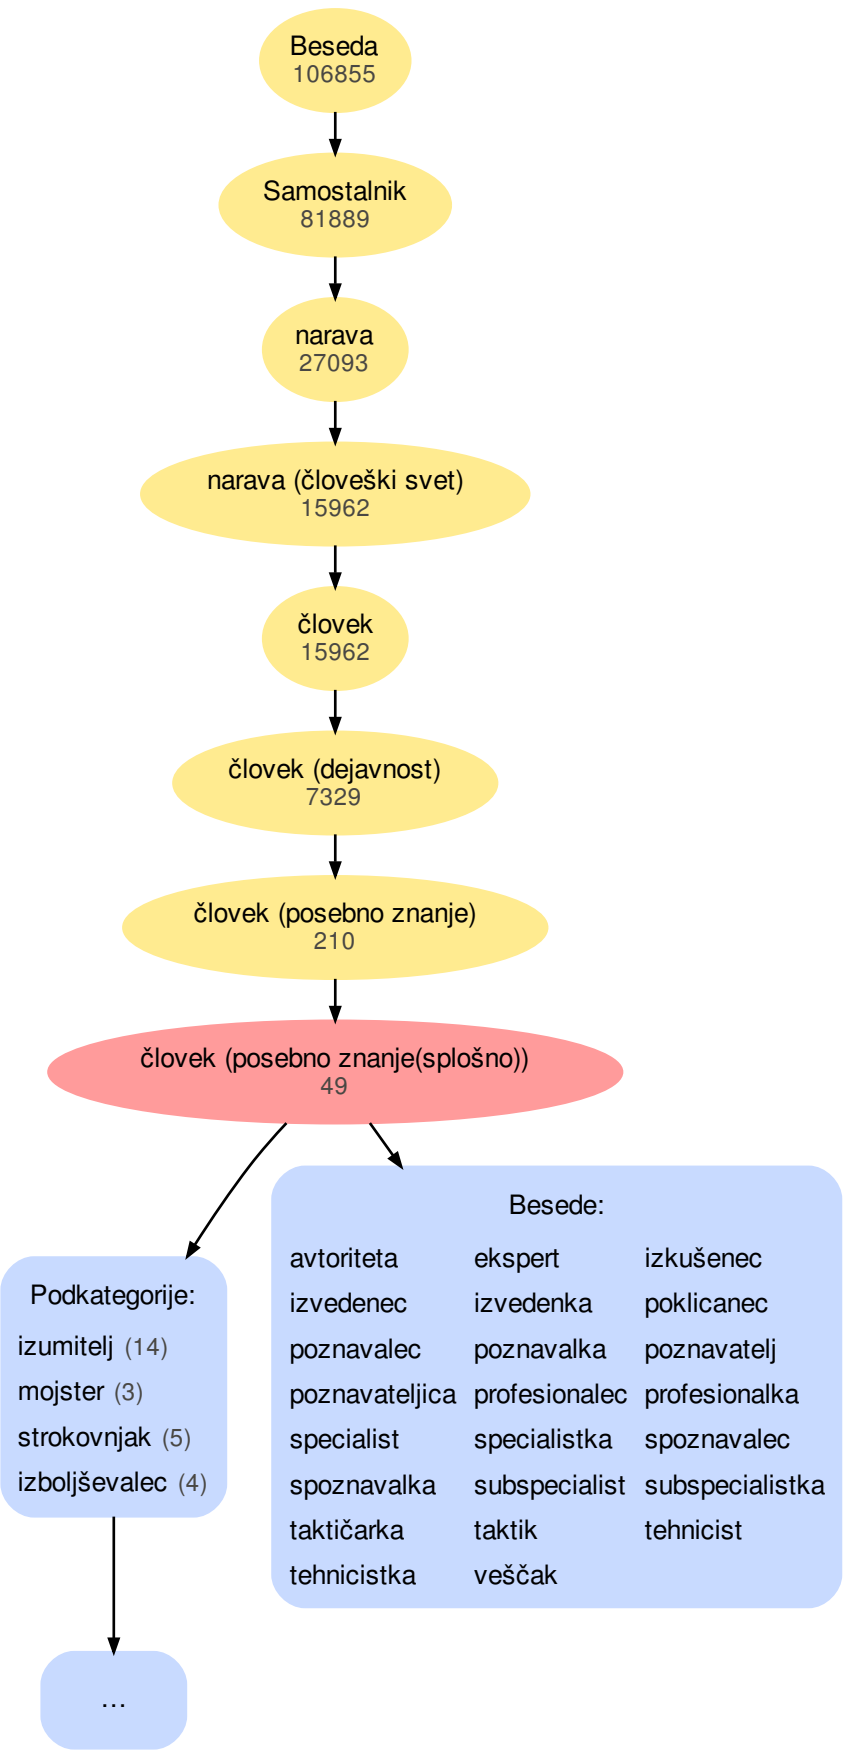 Beseda
106855
Samostalnik
81889
narava
27093
narava (človeški svet)
15962
človek
15962
človek (dejavnost)
7329
človek (posebno znanje)
210
človek (posebno znanje(splošno))
49
Podkategorije:
izumitelj (14)
mojster (3)
strokovnjak (5)
izboljševalec (4)
...
Besede:
avtoriteta ekspert izkušenec
izvedenec izvedenka poklicanec
poznavalec poznavalka poznavatelj
poznavateljica profesionalec profesionalka
specialist specialistka spoznavalec
spoznavalka subspecialist subspecialistka
taktičarka taktik tehnicist
tehnicistka veščak